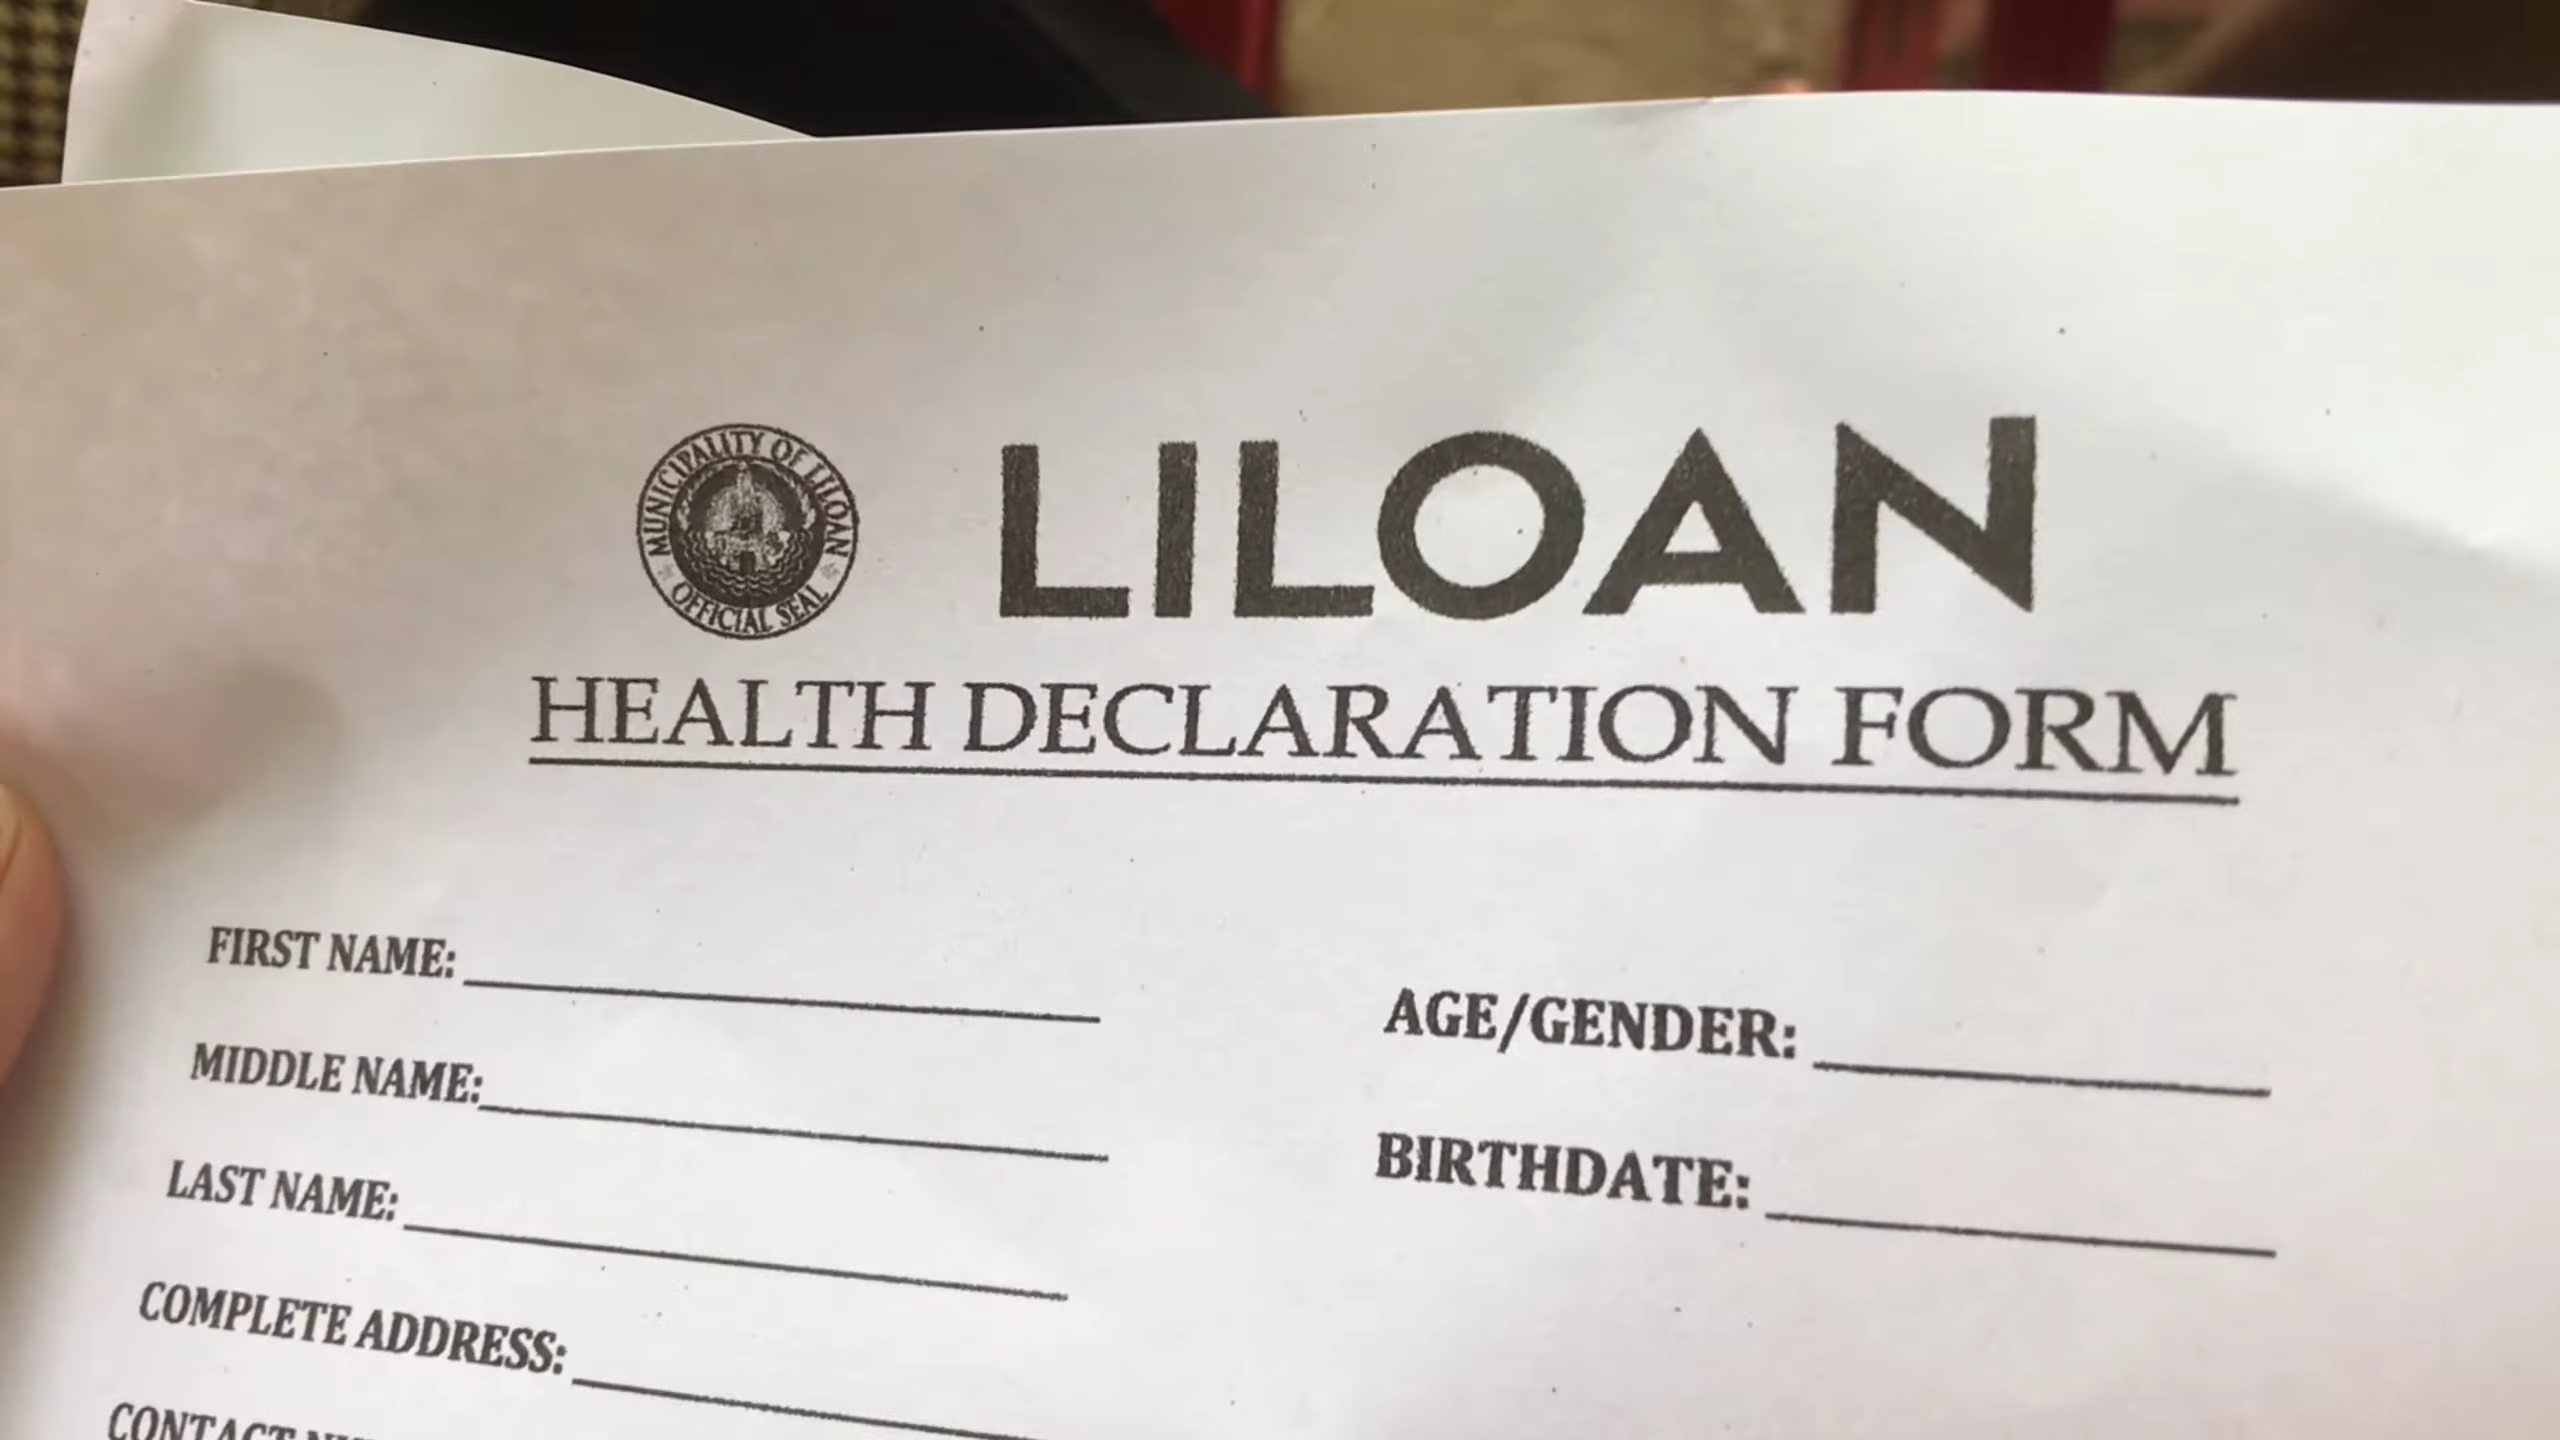 MUNICIPALITY OF LILOAN
OFFICIAL SEAL
LILOAN
HEALTH DECLARATION FORM
FIRST NAME:
MIDDLE NAME:
LAST NAME:
COMPLETE ADDRESS:
AGE/GENDER:
BIRTHDATE:
CONTACT